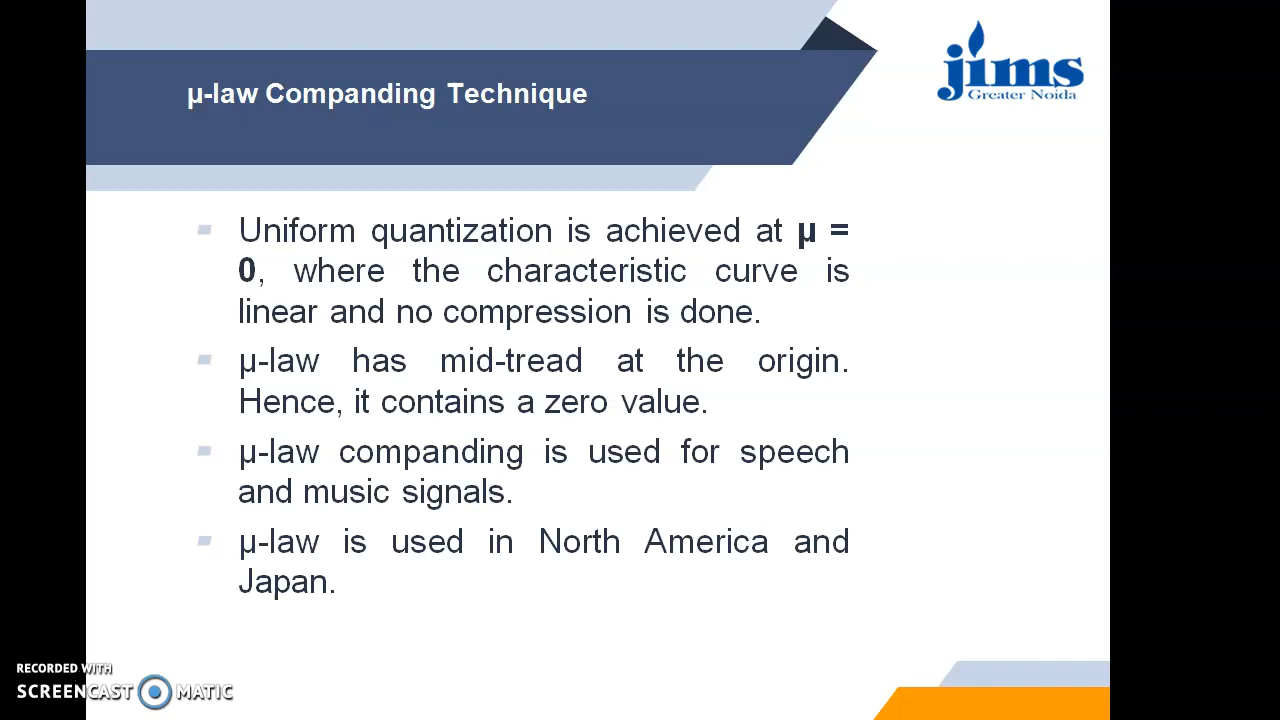 µ-law Companding Technique
jims
Greater Noida
Uniform quantization is achieved at µ =
0, where the characteristic curve is
linear and no compression is done.
µ-law has mid-tread at the origin.
Hence, it contains a zero value.
µ-law companding is used for speech
and music signals.
µ-law is used in North America and
Japan.
RECORDED WITH
SCREENCAST MATIC